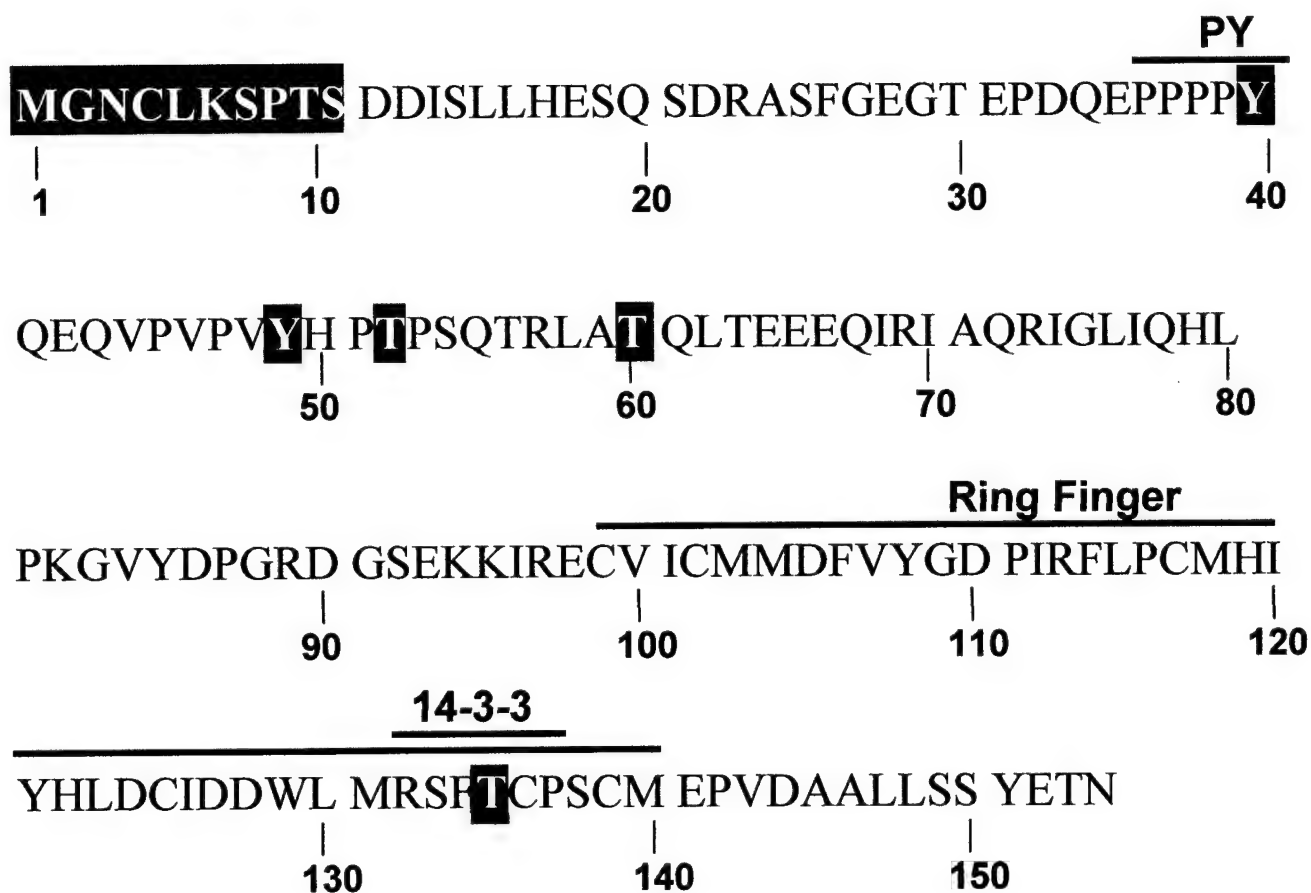 PY
MGNCLKSPTS DDISLLHESQ SDRASFGEGT EPDQEPPPPY
1 10 20 30 40
QEQVPVPVYH PTPSQTRLAT QLTEEEQIRI AQRIGLIQHL
50 60 70 80
Ring Finger
PKGVYDPGRD GSEKKIRECV ICMMDFVYGD PIRFLPCMHI
90 100 110 120
14-3-3
YHLDCIDDWL MRSFTCPSCM EPVDAALLSS YETN
130 140 150